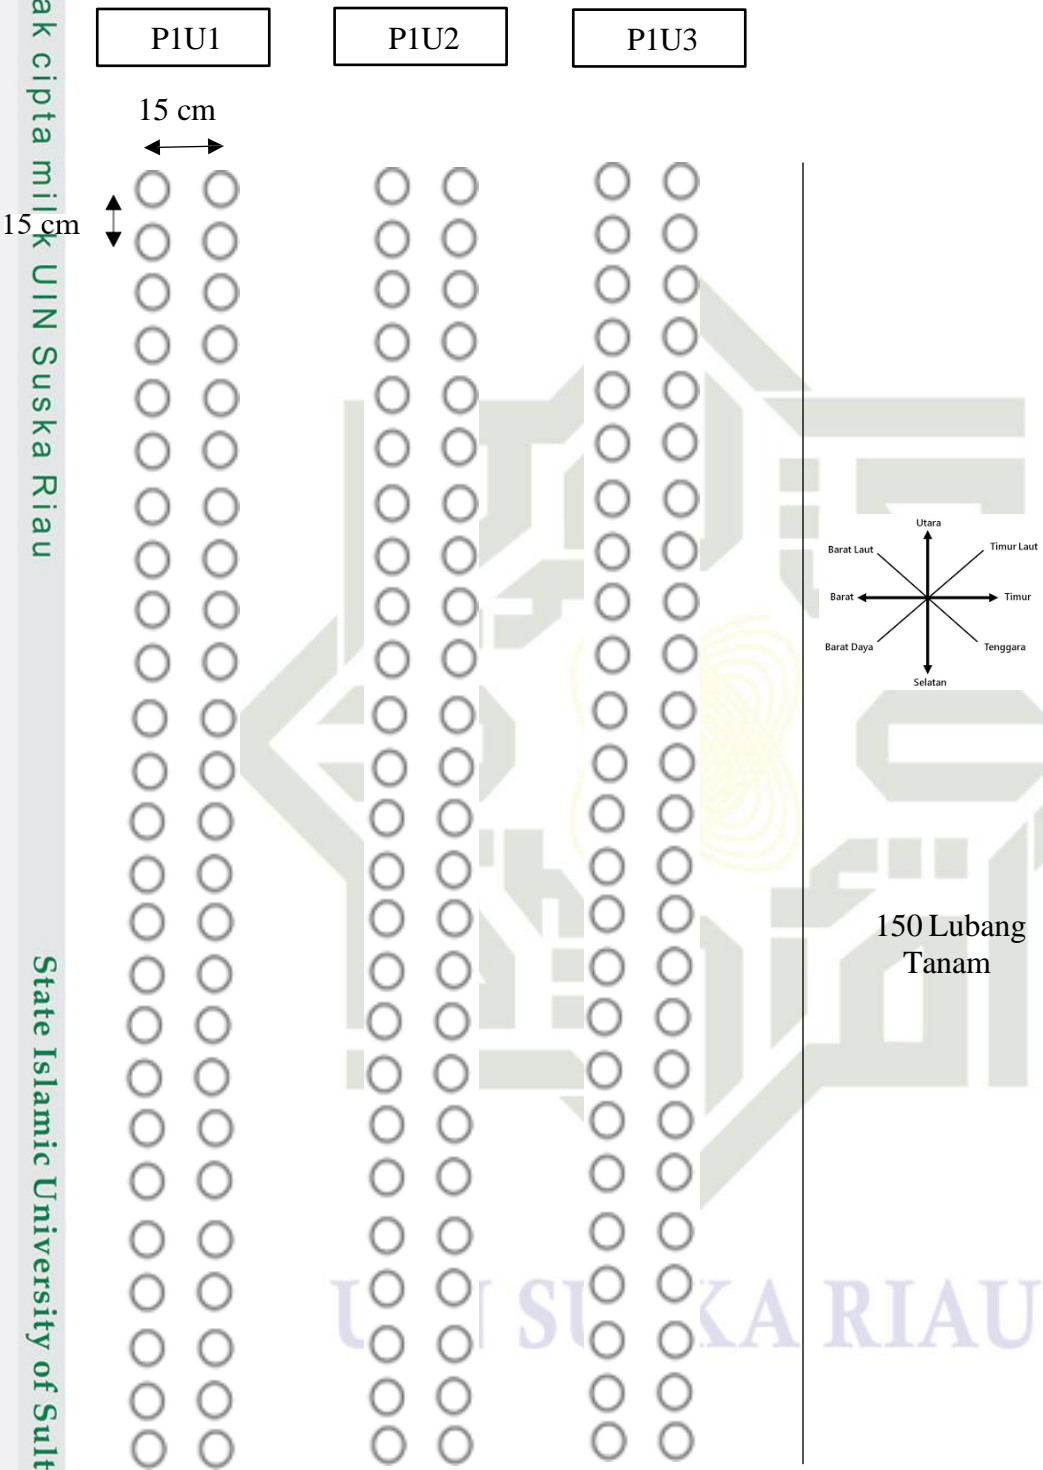 P1U1
P1U2
P1U3
15 cm
15 cm
Utara
Barat Laut
Timur Laut
Barat
Timur
Barat Daya
Tenggara
Selatan
150 Lubang
Tanam
ak cipta milik UIN Suska Riau
State Islamic University of Sult
UIN SUSKA RIAU